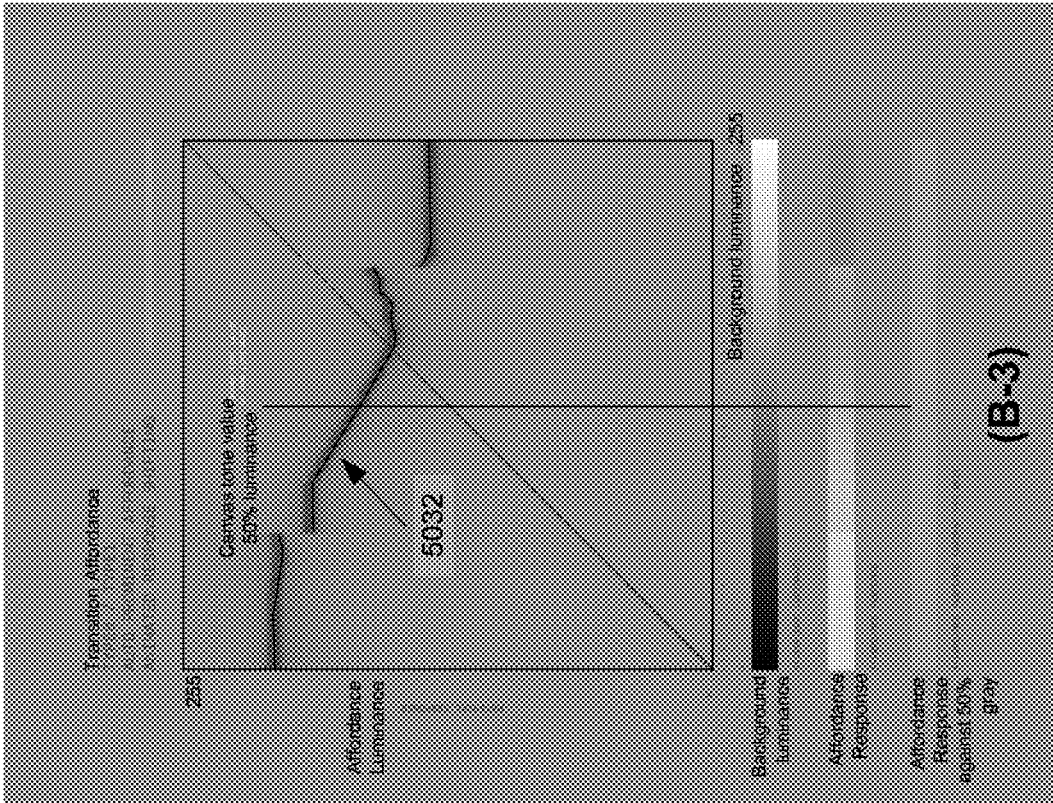 Transition Affordance
255
Canvas tone value
50% luminance
Affordance
Luminance
5032
Background luminance 255
Background
luminance
Affordance
Response
Affordance
Response
against 50%
gray
(B-3)